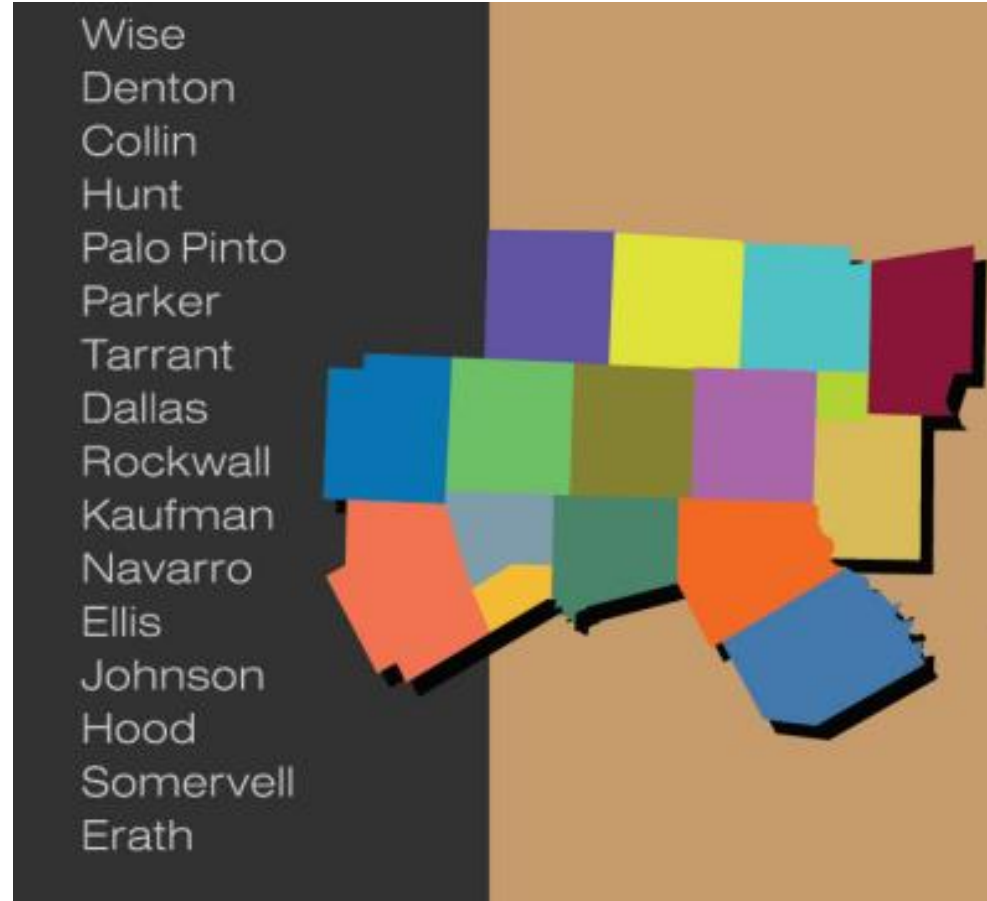 Wise
Denton
Collin
Hunt
Palo Pinto
Parker
Tarrant
Dallas
Rockwall
Kaufman
Navarro
Ellis
Johnson
Hood
Somervell
Erath